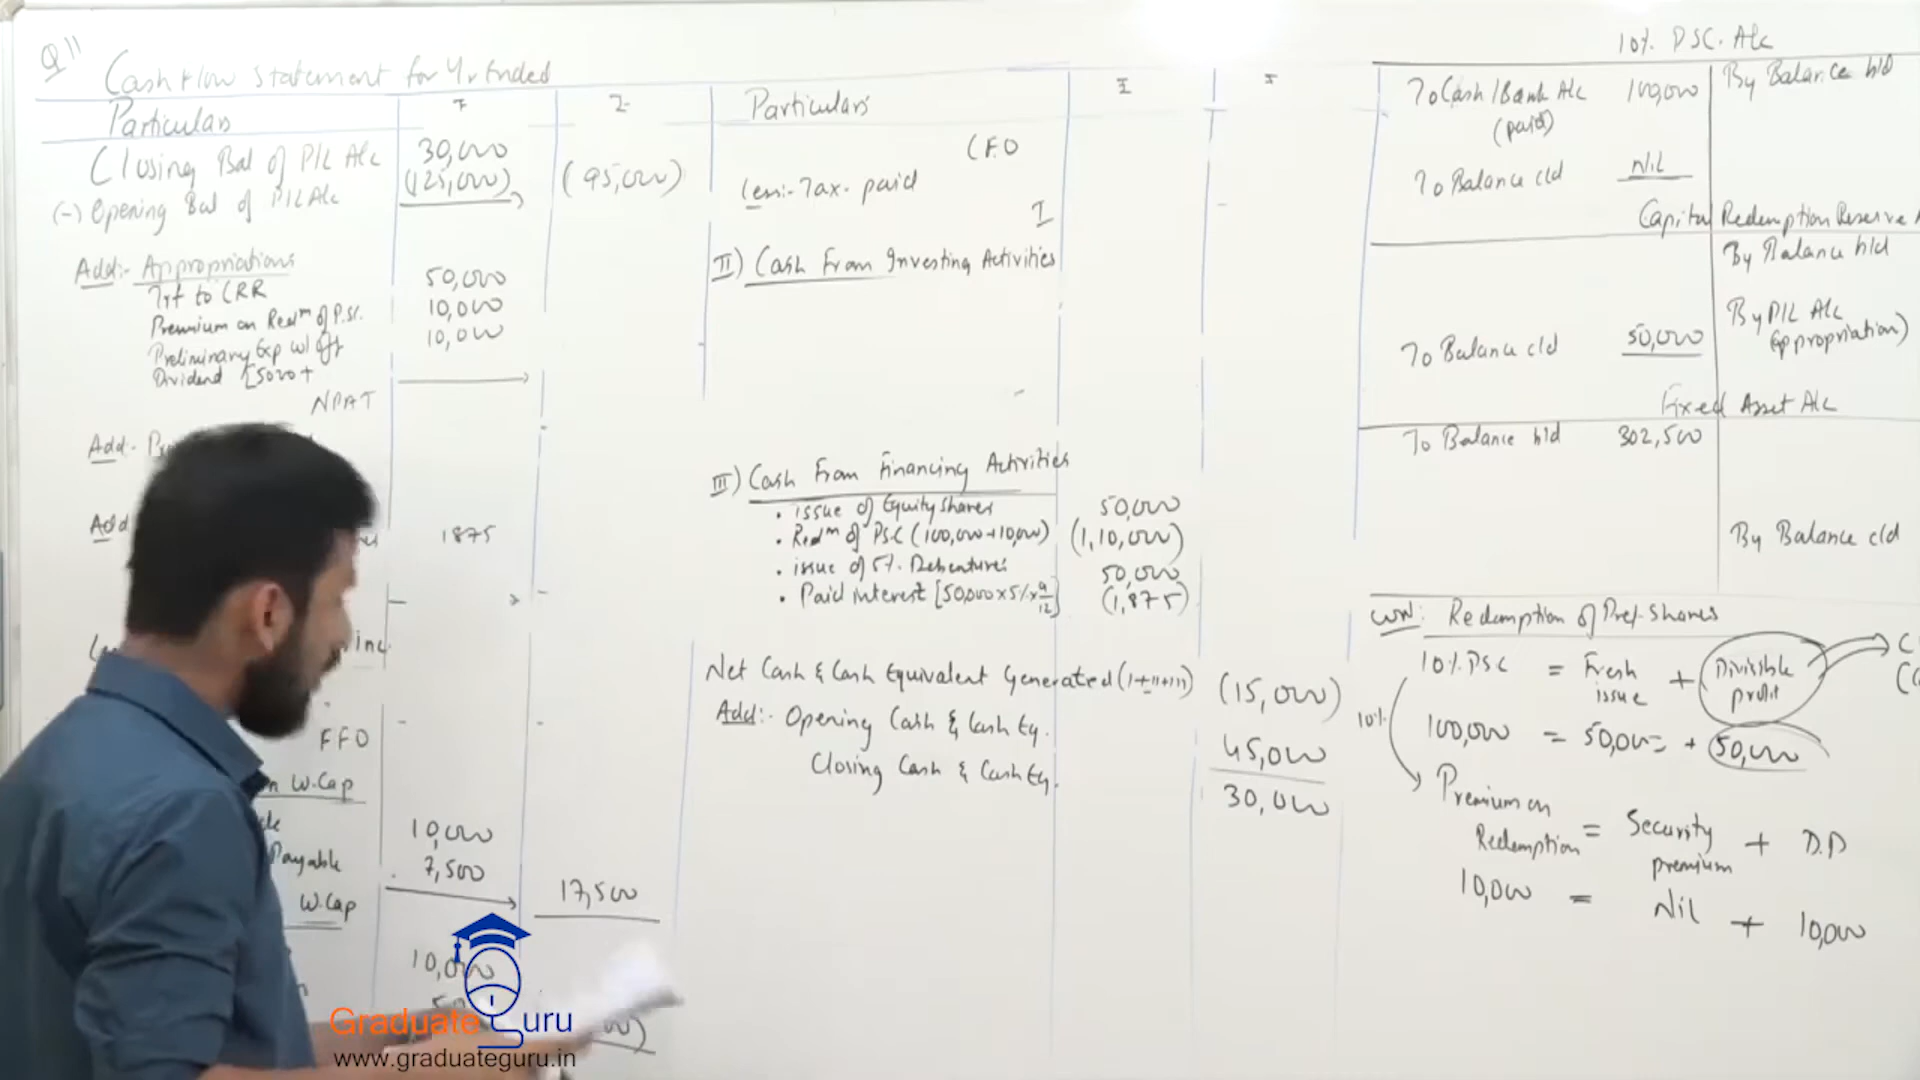 Q11
Cash Flow Statement for Yr Ended
Particulars ₹ ₹
Closing Bal of P/L A/c 30,000
(-) Opening Bal of P/L A/c (125,000) (95,000)
Add:- Appropriations
Trf to CRR 50,000
Premium on Redm of P.S.C. 10,000
Preliminary Exp w/off 10,000
Dividend [5000+
NPAT
Add:-
Add
1875
inc
FFO
n W.Cap
10,000
Payable 7,500
W.Cap 17,500
10,000
Particulars ₹ ₹
CFO
Less:- Tax paid
I
II) Cash From Investing Activities
III) Cash From Financing Activities
• issue of Equity Shares 50,000
• Redm of PSC (100,000+10,000) (1,10,000)
• issue of 5% Debentures 50,000
• Paid interest [50,000x5%x9/12] (1,875)
Net Cash & Cash Equivalent Generated (I+II+III) (15,000)
Add:- Opening Cash & Cash Eq. 45,000
Closing Cash & Cash Eq. 30,000
10% PSC A/c
To Cash/Bank A/c 100,000 By Balance b/d
(paid)
To Balance c/d Nil
Capital Redemption Reserve A
By Balance b/d
By P/L A/c
(appropriation)
To Balance c/d 50,000
Fixed Asset A/c
To Balance b/d 302,500
By Balance c/d
WN: Redemption of Pref. Shares
10% PSC = Fresh issue + Divisible profit
C
10% 100,000 = 50,000 + 50,000
Premium on Redemption = Security premium + D.P
10,000 = Nil + 10,000
Graduate Guru
www.graduateguru.in